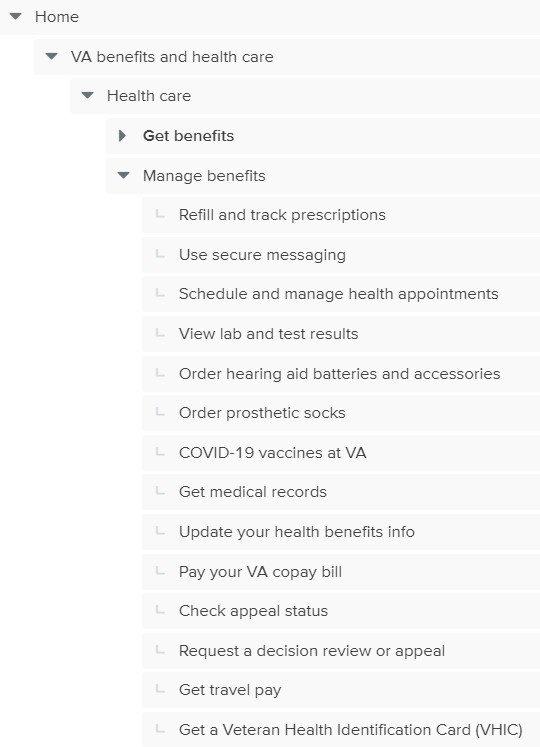 Home
VA benefits and health care
Health care
Get benefits
Manage benefits
Refill and track prescriptions
Use secure messaging
Schedule and manage health appointments
View lab and test results
Order hearing aid batteries and accessories
Order prosthetic socks
COVID-19 vaccines at VA
Get medical records
Update your health benefits info
Pay your VA copay bill
Check appeal status
Request a decision review or appeal
Get travel pay
Get a Veteran Health Identification Card (VHIC)